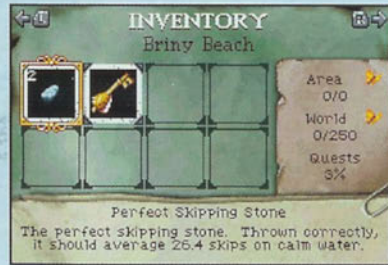 L INVENTORY R
Briny Beach
2
Area
0/0
World
0/250
Quests
3%
Perfect Skipping Stone
The perfect skipping stone. Thrown correctly,
it should average 26.4 skips on calm water.